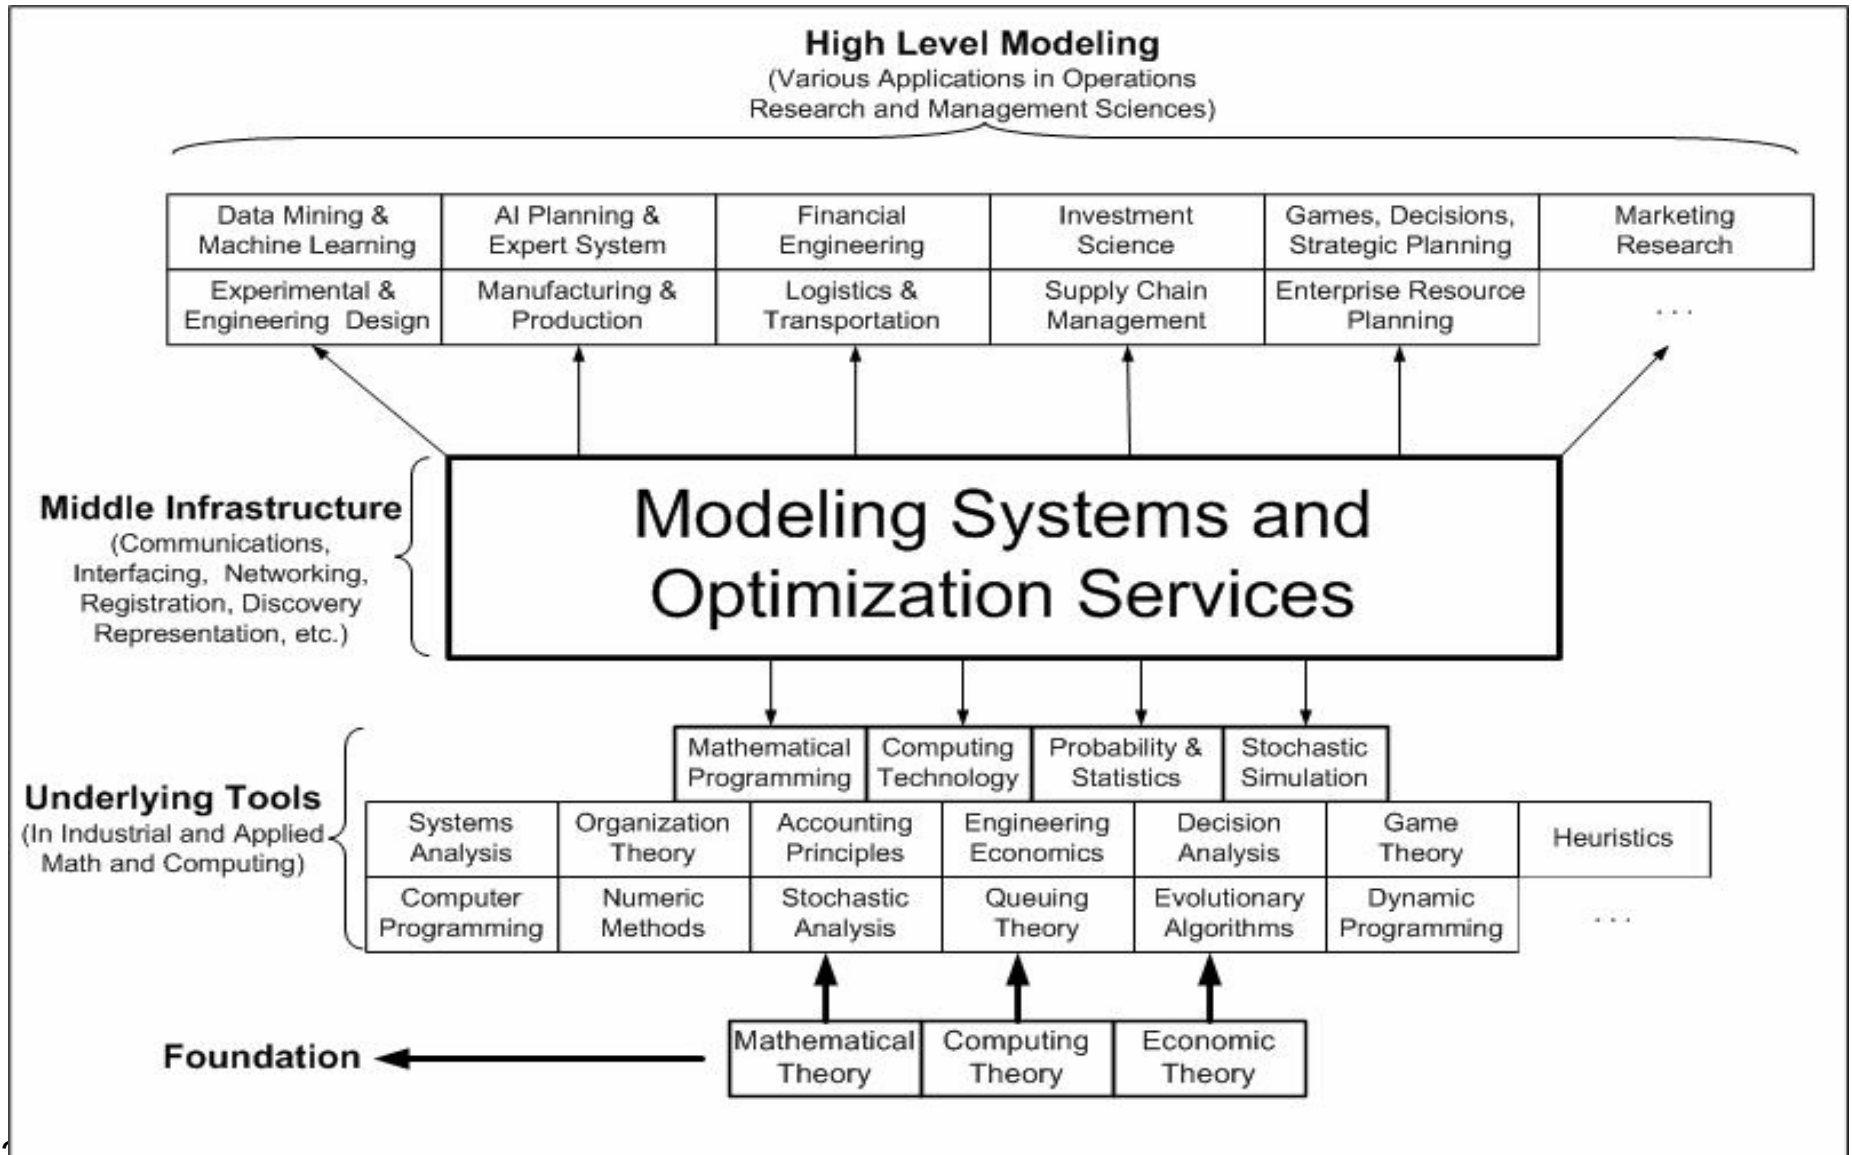 High Level Modeling
(Various Applications in Operations
Research and Management Sciences)
Data Mining &
Machine Learning
AI Planning &
Expert System
Financial
Engineering
Investment
Science
Games, Decisions,
Strategic Planning
Marketing
Research
Experimental &
Engineering Design
Manufacturing &
Production
Logistics &
Transportation
Supply Chain
Management
Enterprise Resource
Planning
. . .
Middle Infrastructure
(Communications,
Interfacing, Networking,
Registration, Discovery
Representation, etc.)
Modeling Systems and
Optimization Services
Underlying Tools
(In Industrial and Applied
Math and Computing)
Mathematical
Programming
Computing
Technology
Probability &
Statistics
Stochastic
Simulation
Systems
Analysis
Organization
Theory
Accounting
Principles
Engineering
Economics
Decision
Analysis
Game
Theory
Heuristics
Computer
Programming
Numeric
Methods
Stochastic
Analysis
Queuing
Theory
Evolutionary
Algorithms
Dynamic
Programming
. . .
Foundation
Mathematical
Theory
Computing
Theory
Economic
Theory